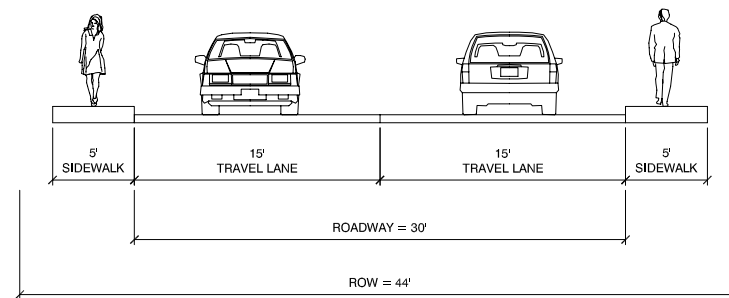 5'
SIDEWALK
15'
TRAVEL LANE
15'
TRAVEL LANE
5'
SIDEWALK
ROADWAY = 30'
ROW = 44'